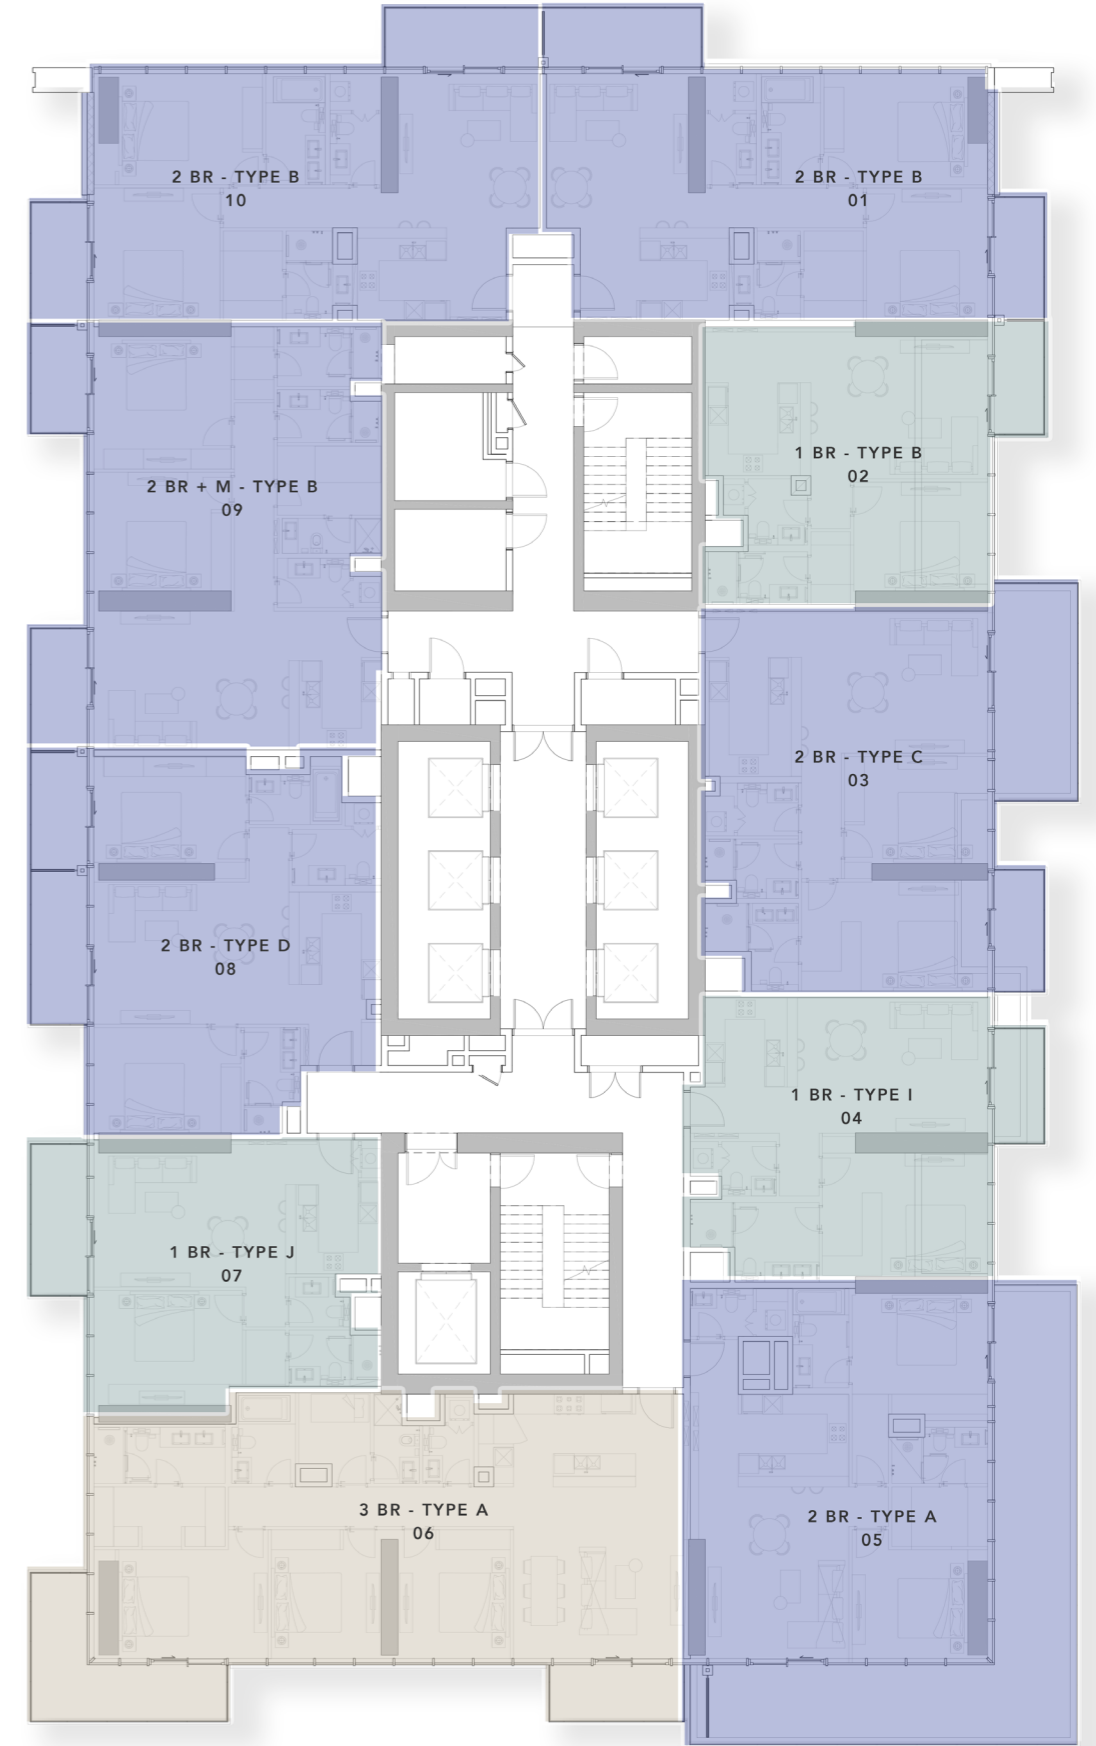 2 BR - TYPE B
10
2 BR - TYPE B
01
1 BR - TYPE B
02
2 BR + M - TYPE B
09
2 BR - TYPE C
03
2 BR - TYPE D
08
1 BR - TYPE I
04
1 BR - TYPE J
07
3 BR - TYPE A
06
2 BR - TYPE A
05